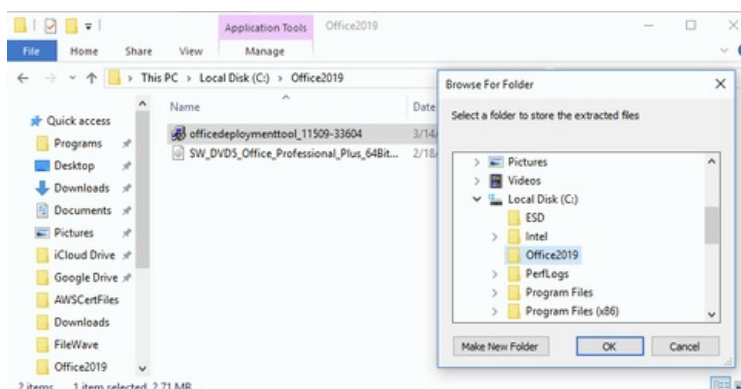 Application Tools Office2019
File Home Share View Manage
This PC > Local Disk (C:) > Office2019
Quick access
Programs
Desktop
Downloads
Documents
Pictures
iCloud Drive
Google Drive
AWSCertFiles
Downloads
FileWave
Office2019
Name Date
officedeploymenttool_11509-33604 3/14/
SW_DVD5_Office_Professional_Plus_64Bit... 2/18/
2 items 1 item selected 2.71 MB
Browse For Folder
Select a folder to store the extracted files
Pictures
Videos
Local Disk (C:)
ESD
Intel
Office2019
PerfLogs
Program Files
Program Files (x86)
Make New Folder OK Cancel